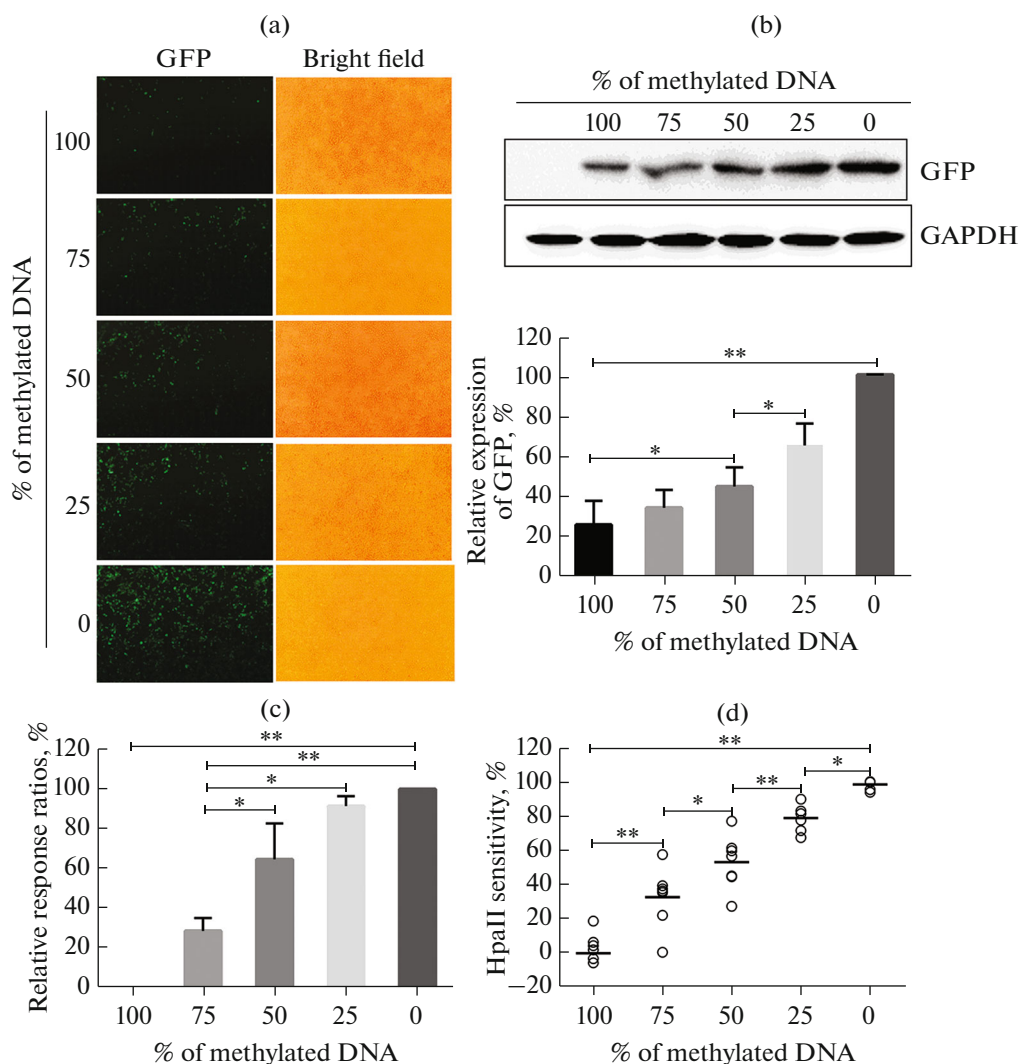 (a)
GFP
Bright field
% of methylated DNA
100
75
50
25
0
(b)
% of methylated DNA
100 75 50 25 0
GFP
GAPDH
Relative expression
of GFP, %
120
100
80
60
40
20
0
**
*
*
100 75 50 25 0
% of methylated DNA
(c)
Relative response ratios, %
120
100
80
60
40
20
0
**
**
*
*
100 75 50 25 0
% of methylated DNA
(d)
HpaII sensitivity, %
120
100
80
60
40
20
0
−20
**
*
**
*
**
100 75 50 25 0
% of methylated DNA